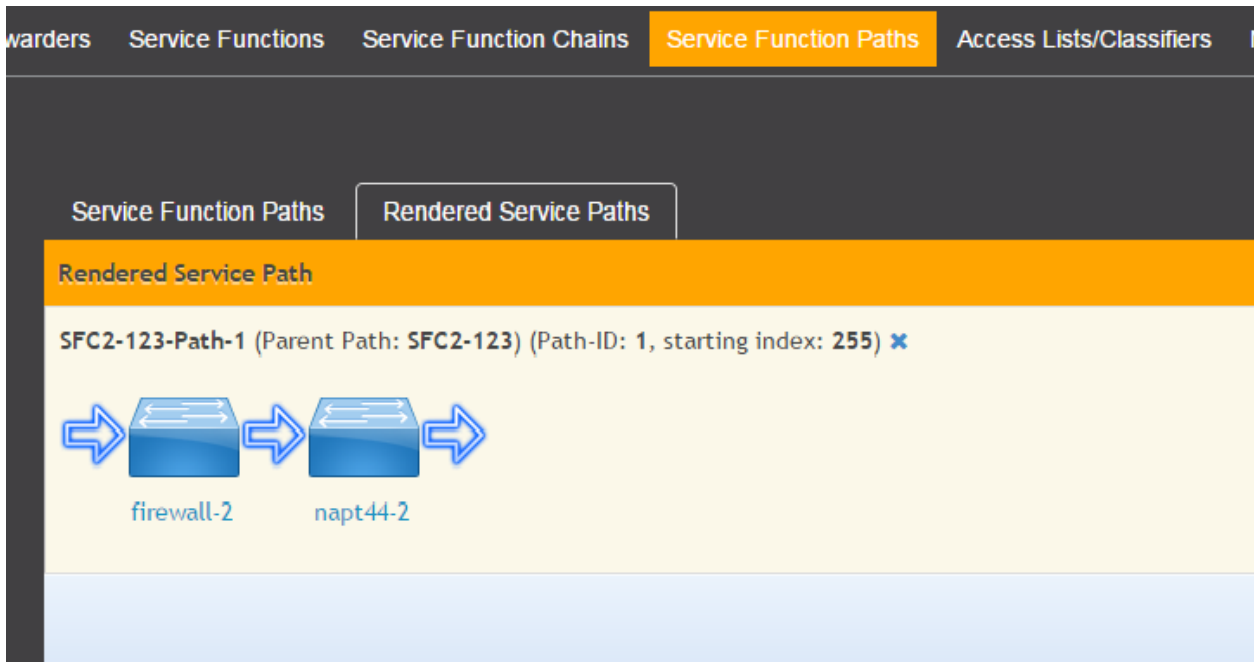 warders Service Functions Service Function Chains Service Function Paths Access Lists/Classifiers
Service Function Paths Rendered Service Paths
Rendered Service Path
SFC2-123-Path-1 (Parent Path: SFC2-123) (Path-ID: 1, starting index: 255) ×
firewall-2 napt44-2